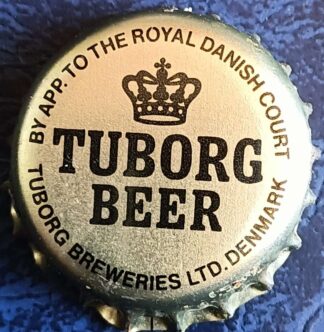 BY APP. TO THE ROYAL DANISH COURT
TUBORG
BEER
TUBORG BREWERIES LTD. DENMARK